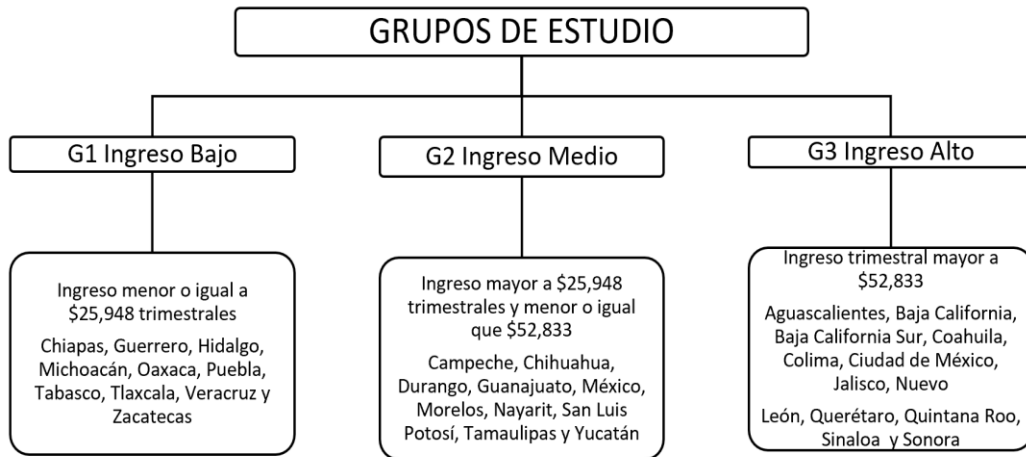 GRUPOS DE ESTUDIO
G1 Ingreso Bajo
G2 Ingreso Medio
G3 Ingreso Alto
Ingreso menor o igual a
$25,948 trimestrales
Chiapas, Guerrero, Hidalgo,
Michoacán, Oaxaca, Puebla,
Tabasco, Tlaxcala, Veracruz y
Zacatecas
Ingreso mayor a $25,948
trimestrales y menor o igual
que $52,833
Campeche, Chihuahua,
Durango, Guanajuato, México,
Morelos, Nayarit, San Luis
Potosí, Tamaulipas y Yucatán
Ingreso trimestral mayor a
$52,833
Aguascalientes, Baja California,
Baja California Sur, Coahuila,
Colima, Ciudad de México,
Jalisco, Nuevo
León, Querétaro, Quintana Roo,
Sinaloa y Sonora